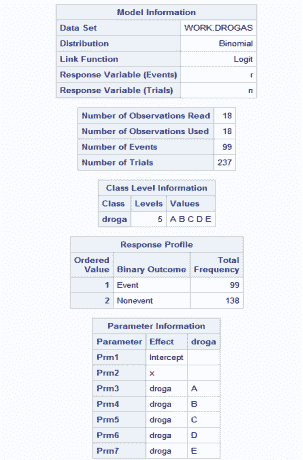 Model Information
Data Set WORK.DROGAS
Distribution Binomial
Link Function Logit
Response Variable (Events) r
Response Variable (Trials) n
Number of Observations Read 18
Number of Observations Used 18
Number of Events 99
Number of Trials 237
Class Level Information
Class Levels Values
droga 5 A B C D E
Response Profile
Ordered Value Binary Outcome Total Frequency
1 Event 99
2 Nonevent 138
Parameter Information
Parameter Effect droga
Prm1 Intercept
Prm2 x
Prm3 droga A
Prm4 droga B
Prm5 droga C
Prm6 droga D
Prm7 droga E